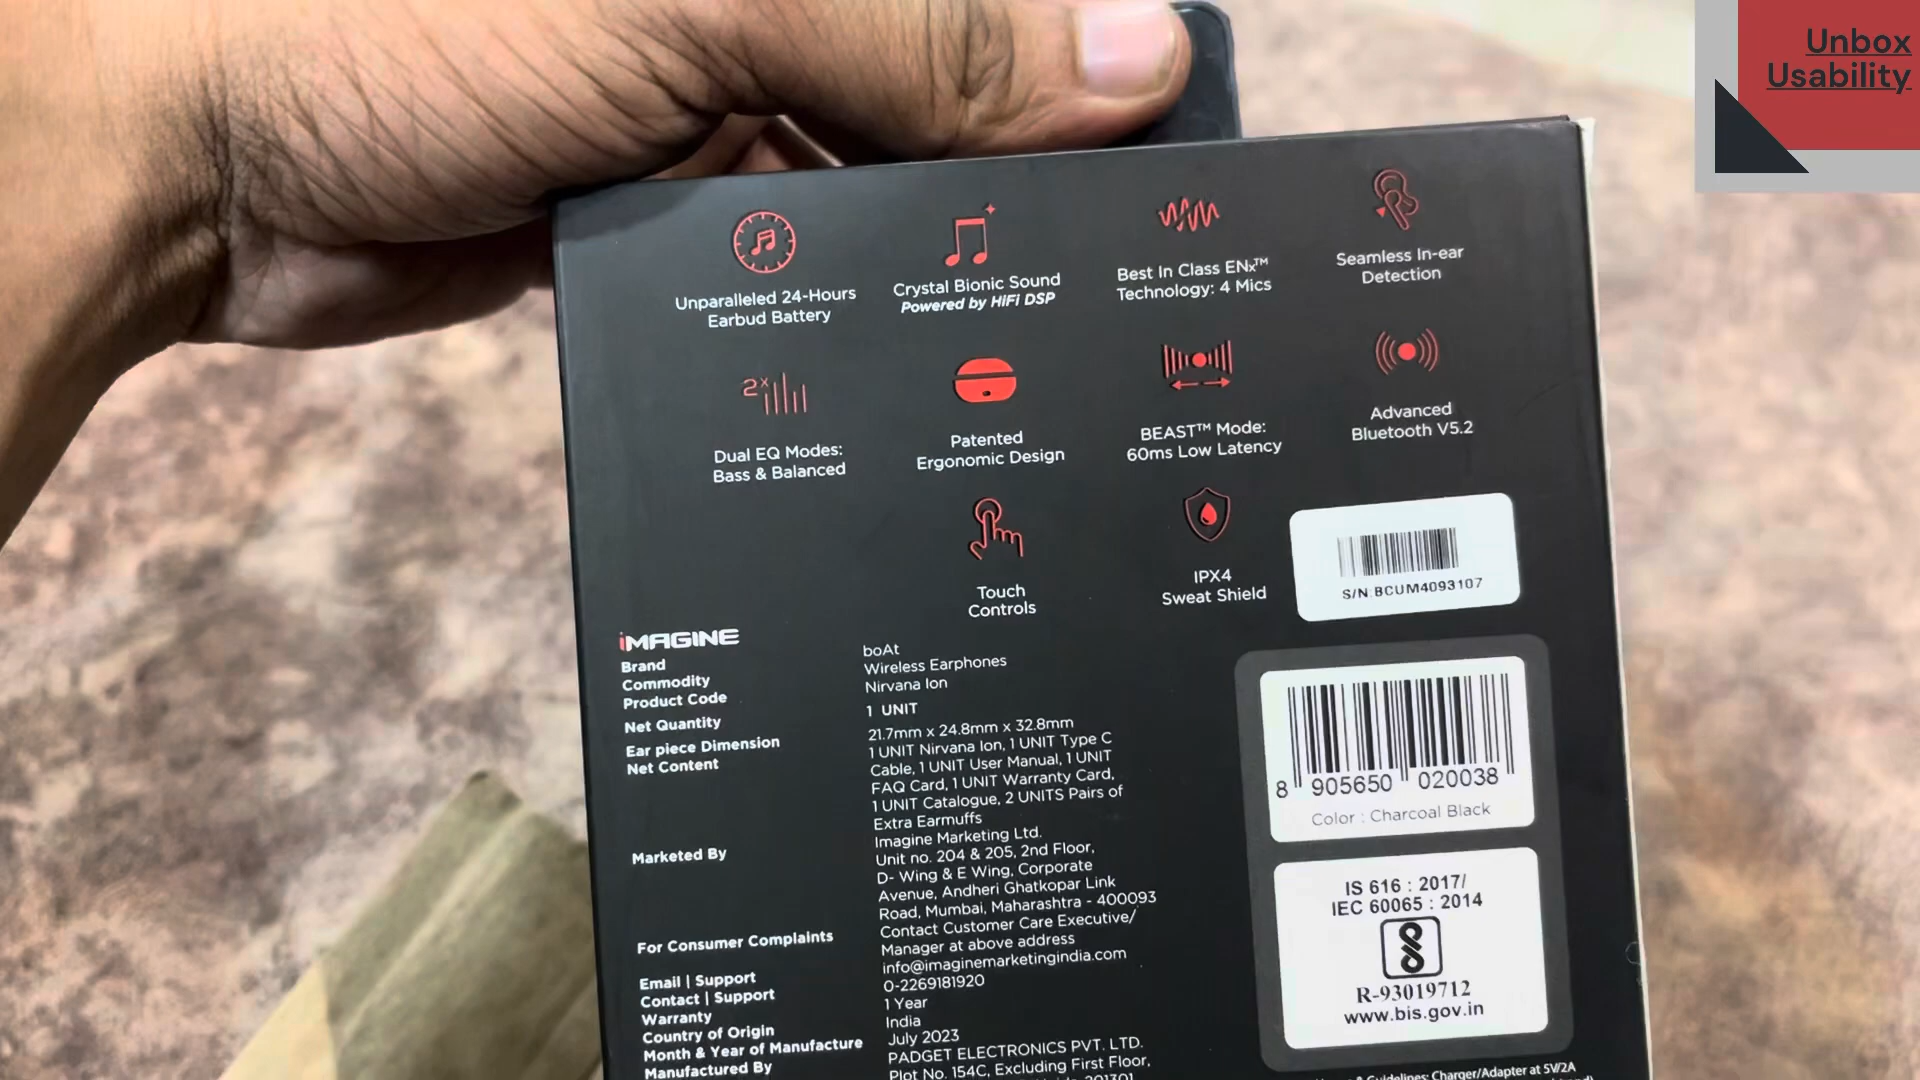 Unbox
Usability
Unparalleled 24-Hours
Earbud Battery
Crystal Bionic Sound
Powered by HiFi DSP
Best In Class ENx™
Technology: 4 Mics
Seamless In-ear
Detection
2x
Dual EQ Modes:
Bass & Balanced
Patented
Ergonomic Design
BEAST™ Mode:
60ms Low Latency
Advanced
Bluetooth V5.2
Touch
Controls
IPX4
Sweat Shield
S/N:BCUM4093107
iMAGINE
Brand boAt
Commodity Wireless Earphones
Product Code Nirvana Ion
Net Quantity 1 UNIT
Ear piece Dimension 21.7mm x 24.8mm x 32.8mm
Net Content 1 UNIT Nirvana Ion, 1 UNIT Type C
Cable, 1 UNIT User Manual, 1 UNIT
FAQ Card, 1 UNIT Warranty Card,
1 UNIT Catalogue, 2 UNITS Pairs of
Extra Earmuffs
Marketed By Imagine Marketing Ltd.
Unit no. 204 & 205, 2nd Floor,
D- Wing & E Wing, Corporate
Avenue, Andheri Ghatkopar Link
Road, Mumbai, Maharashtra - 400093
For Consumer Complaints Contact Customer Care Executive/
Manager at above address
Email | Support info@imaginemarketingindia.com
Contact | Support 0-2269181920
Warranty 1 Year
Country of Origin India
Month & Year of Manufacture July 2023
Manufactured By PADGET ELECTRONICS PVT. LTD.
Plot No. 154C, Excluding First Floor,
201301
8 905650 020038
Color : Charcoal Black
IS 616 : 2017/
IEC 60065 : 2014
R-93019712
www.bis.gov.in
& Guidelines: Charger/Adapter at 5V/2A